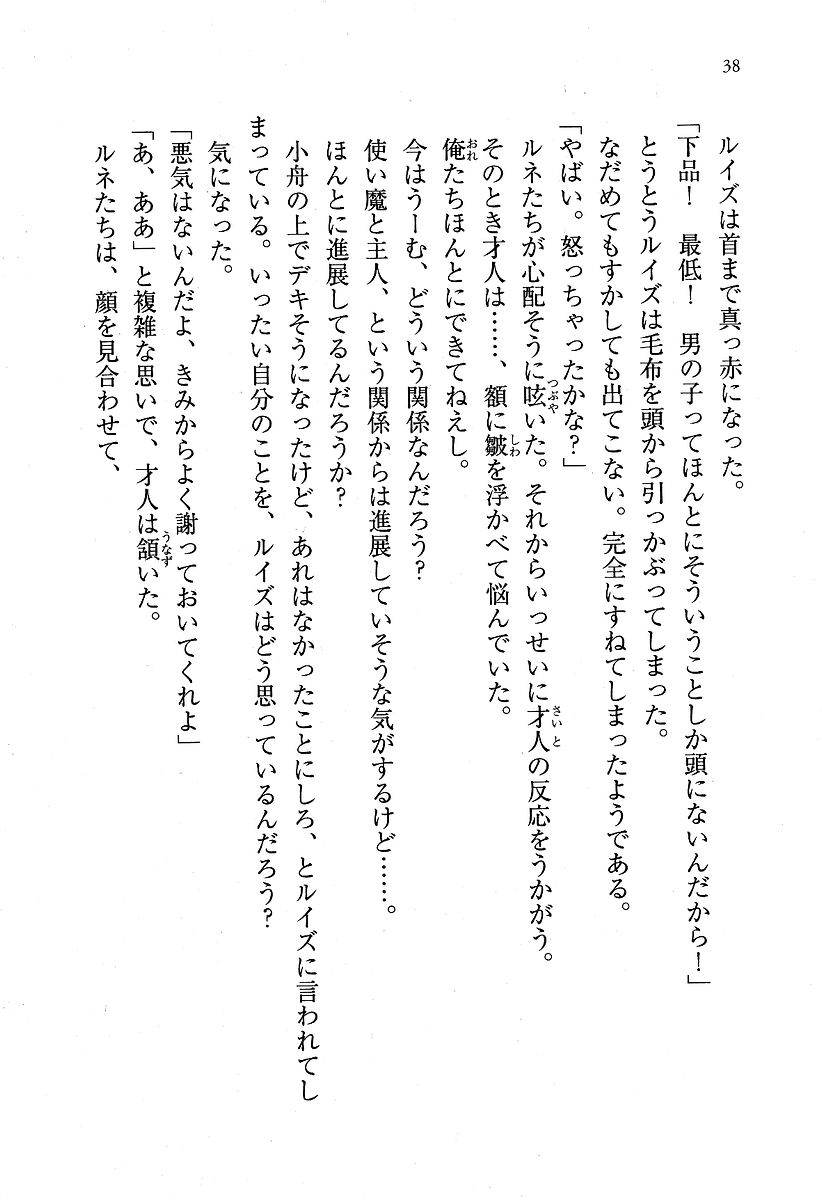 38
ルイズは首まで真っ赤になった。
「下品！　最低！　男の子ってほんとにそういうことしか頭にないんだから！」
とうとうルイズは毛布を頭から引っかぶってしまった。
なだめてもすかしても出てこない。完全にすねてしまったようである。
「やばい。怒っちゃったかな？」
ルネたちが心配そうに呟いた。それからいっせいに才人の反応をうかがう。
そのとき才人は……、額に皺を浮かべて悩んでいた。
俺たちほんとにできてねえし。
今はうーむ、どういう関係なんだろう？
使い魔と主人、という関係からは進展していそうな気がするけど……。
ほんとに進展してるんだろうか？
小舟の上でデキそうになったけど、あれはなかったことにしろ、とルイズに言われてし
まっている。いったい自分のことを、ルイズはどう思っているんだろう？
気になった。
「悪気はないんだよ、きみからよく謝っておいてくれよ」
「あ、ああ」と複雑な思いで、才人は頷いた。
ルネたちは、顔を見合わせて、